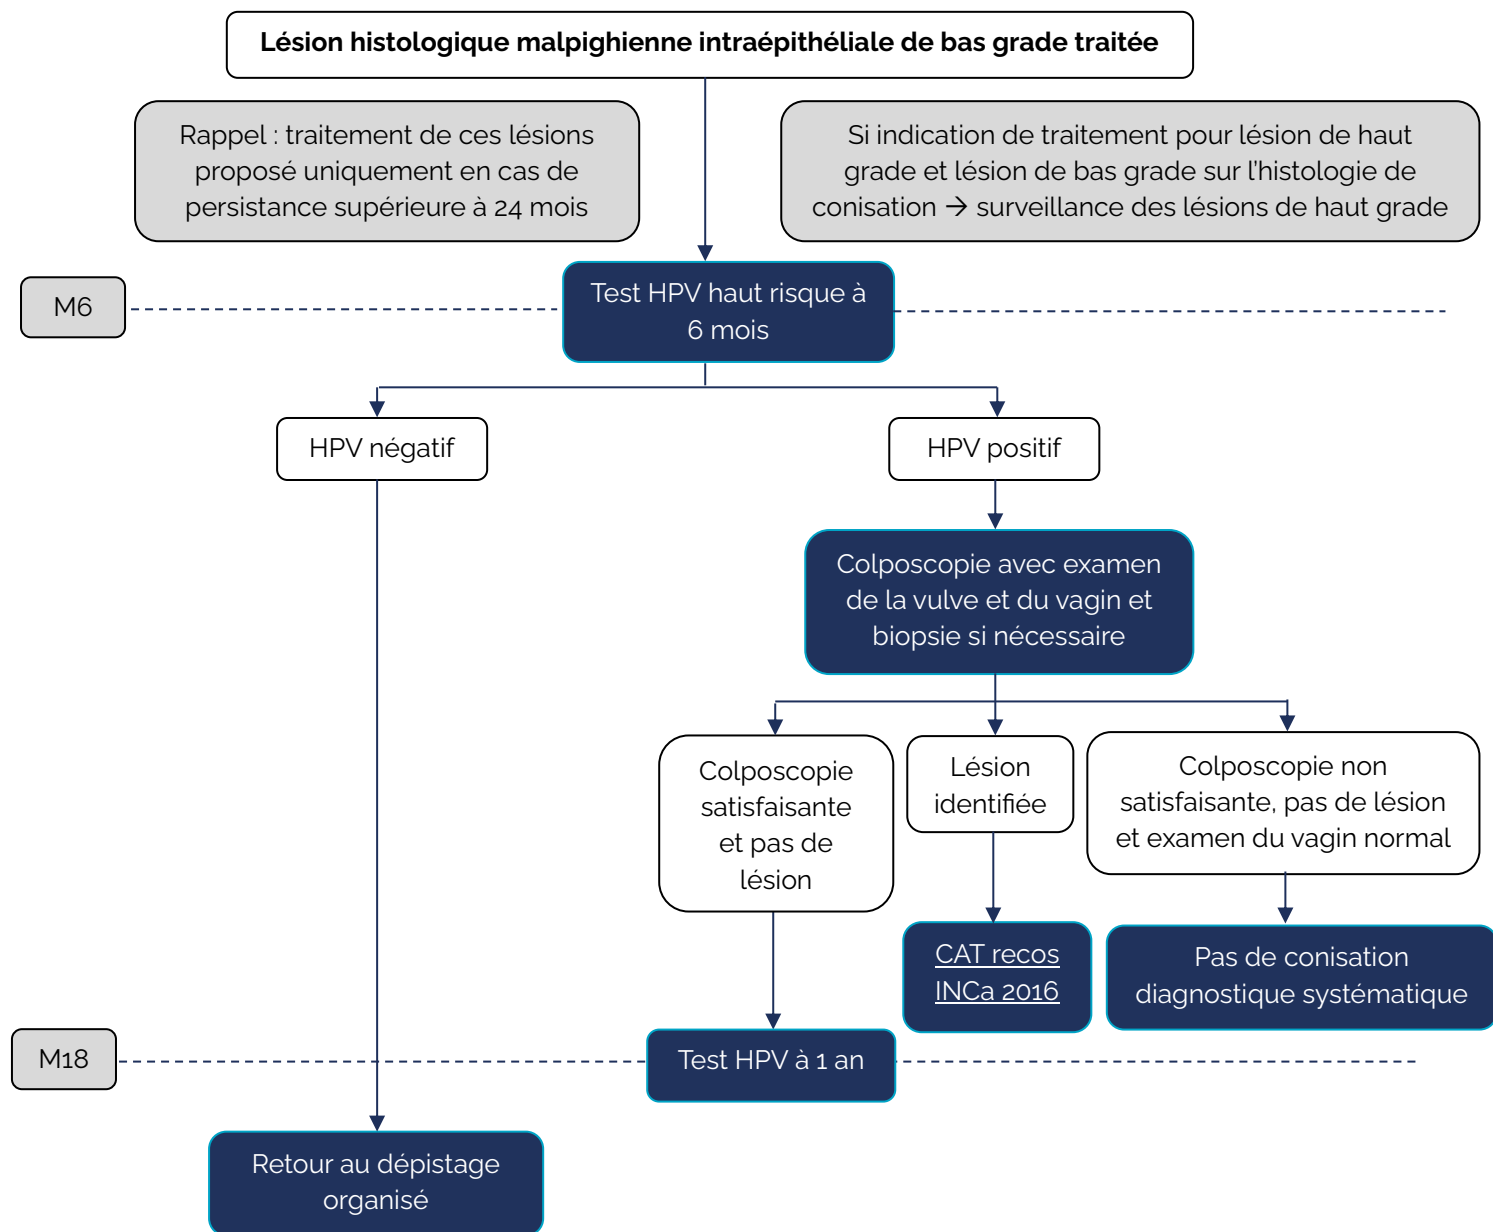 Lésion histologique malpighienne intraépithéliale de bas grade traitée
Rappel : traitement de ces lésions
proposé uniquement en cas de
persistance supérieure à 24 mois
Si indication de traitement pour lésion de haut
grade et lésion de bas grade sur l'histologie de
conisation → surveillance des lésions de haut grade
M6
Test HPV haut risque à
6 mois
HPV négatif
HPV positif
Colposcopie avec examen
de la vulve et du vagin et
biopsie si nécessaire
Colposcopie
satisfaisante
et pas de
lésion
Lésion
identifiée
Colposcopie non
satisfaisante, pas de lésion
et examen du vagin normal
CAT recos
INCa 2016
Pas de conisation
diagnostique systématique
M18
Test HPV à 1 an
Retour au dépistage
organisé